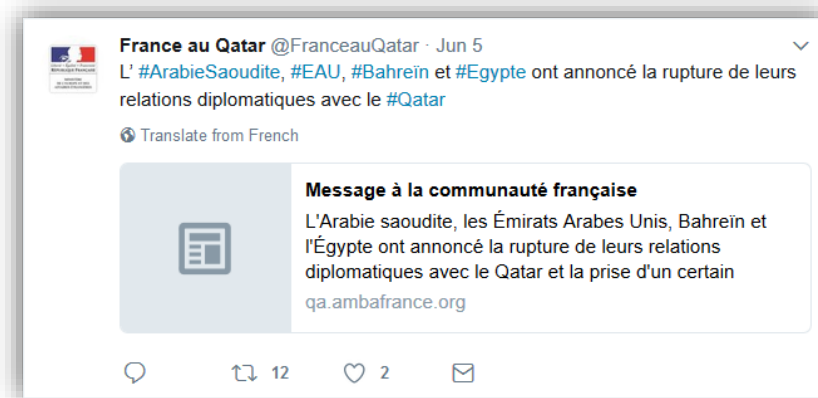 France au Qatar @FranceauQatar · Jun 5
L' #ArabieSaoudite, #EAU, #Bahreïn et #Egypte ont annoncé la rupture de leurs
relations diplomatiques avec le #Qatar
Translate from French
Message à la communauté française
L'Arabie saoudite, les Émirats Arabes Unis, Bahreïn et
l'Égypte ont annoncé la rupture de leurs relations
diplomatiques avec le Qatar et la prise d'un certain
qa.ambafrance.org
12
2